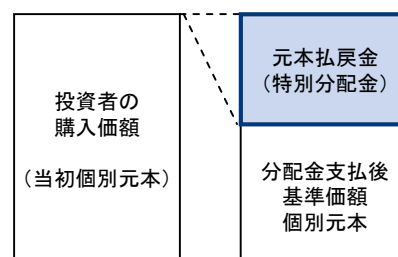 投資者の
購入価額
（当初個別元本）
元本払戻金
（特別分配金）
分配金支払後
基準価額
個別元本